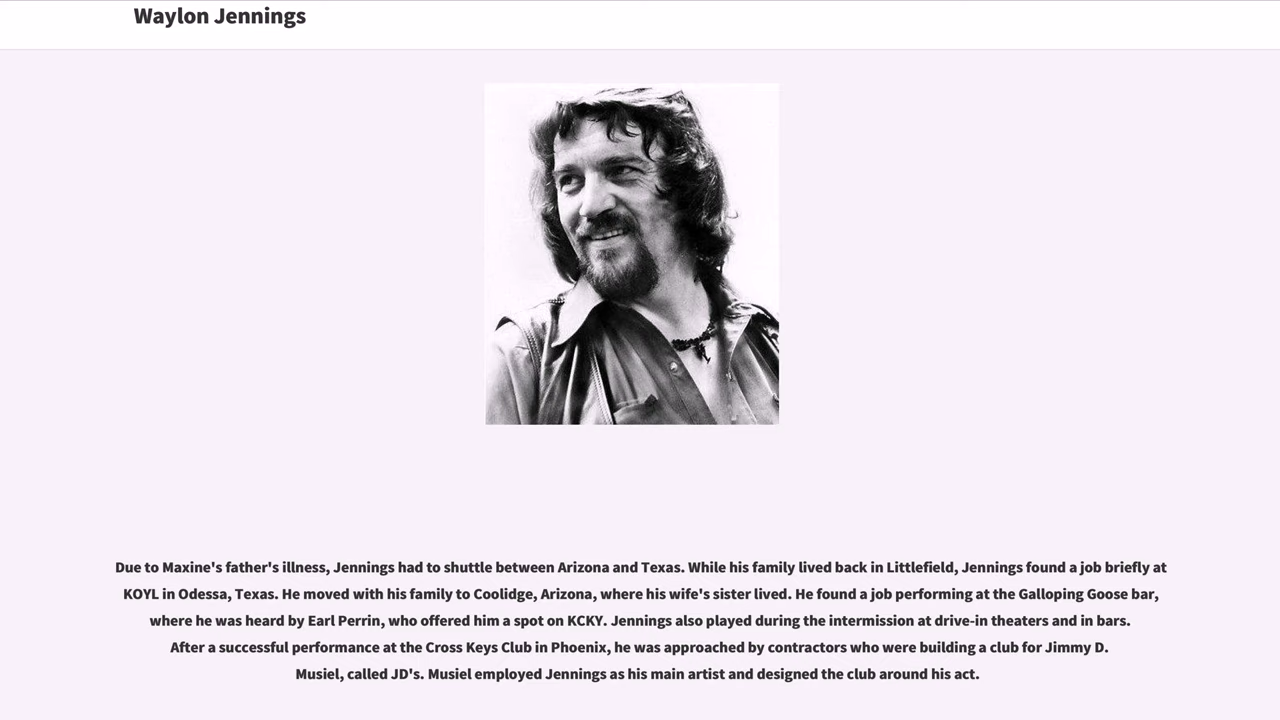 Waylon Jennings
Due to Maxine's father's illness, Jennings had to shuttle between Arizona and Texas. While his family lived back in Littlefield, Jennings found a job briefly at
KOYL in Odessa, Texas. He moved with his family to Coolidge, Arizona, where his wife's sister lived. He found a job performing at the Galloping Goose bar,
where he was heard by Earl Perrin, who offered him a spot on KCKY. Jennings also played during the intermission at drive-in theaters and in bars.
After a successful performance at the Cross Keys Club in Phoenix, he was approached by contractors who were building a club for Jimmy D.
Musiel, called JD's. Musiel employed Jennings as his main artist and designed the club around his act.